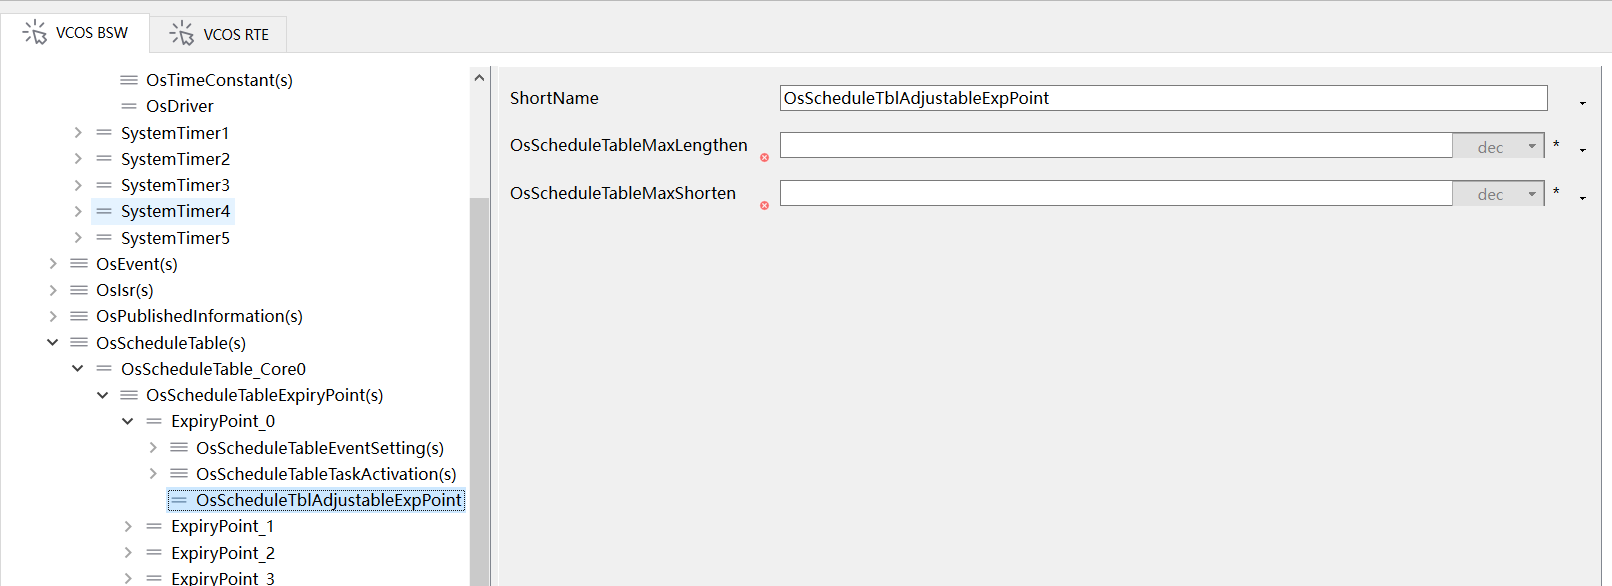 VCOS BSW
VCOS RTE
OsTimeConstant(s)
OsDriver
SystemTimer1
SystemTimer2
SystemTimer3
SystemTimer4
SystemTimer5
OsEvent(s)
OsIsr(s)
OsPublishedInformation(s)
OsScheduleTable(s)
OsScheduleTable_Core0
OsScheduleTableExpiryPoint(s)
ExpiryPoint_0
OsScheduleTableEventSetting(s)
OsScheduleTableTaskActivation(s)
OsScheduleTblAdjustableExpPoint
ExpiryPoint_1
ExpiryPoint_2
ExpiryPoint_3
ShortName OsScheduleTblAdjustableExpPoint
OsScheduleTableMaxLengthen dec *
OsScheduleTableMaxShorten dec *